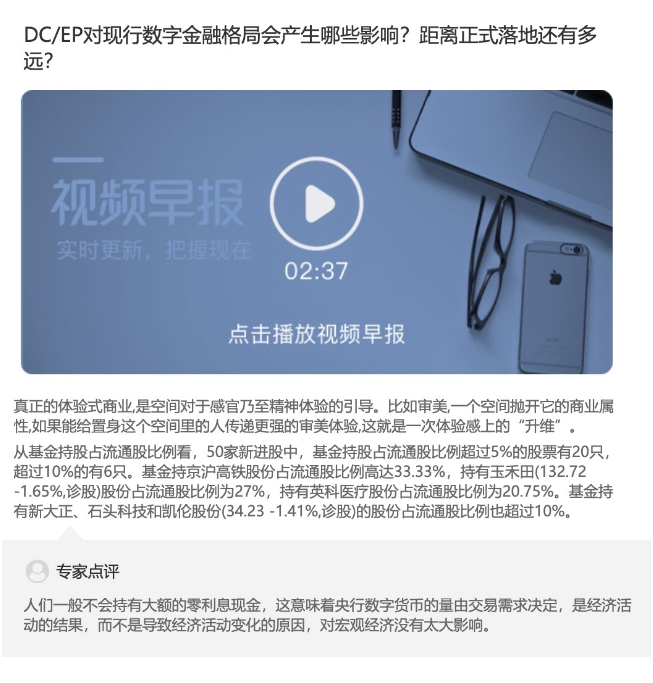 DC/EP对现行数字金融格局会产生哪些影响？距离正式落地还有多
远？
视频早报
实时更新，把握现在
02:37
点击播放视频早报
真正的体验式商业,是空间对于感官乃至精神体验的引导。比如审美,一个空间抛开它的商业属
性,如果能给置身这个空间里的人传递更强的审美体验,这就是一次体验感上的“升维”。
从基金持股占流通股比例看，50家新进股中，基金持股占流通股比例超过5%的股票有20只，
超过10%的有6只。基金持京沪高铁股份占流通股比例高达33.33%，持有玉禾田(132.72
-1.65%,诊股)股份占流通股比例为27%，持有英科医疗股份占流通股比例为20.75%。基金持
有新大正、石头科技和凯伦股份(34.23 -1.41%,诊股)的股份占流通股比例也超过10%。
专家点评
人们一般不会持有大额的零利息现金，这意味着央行数字货币的量由交易需求决定，是经济活
动的结果，而不是导致经济活动变化的原因，对宏观经济没有太大影响。